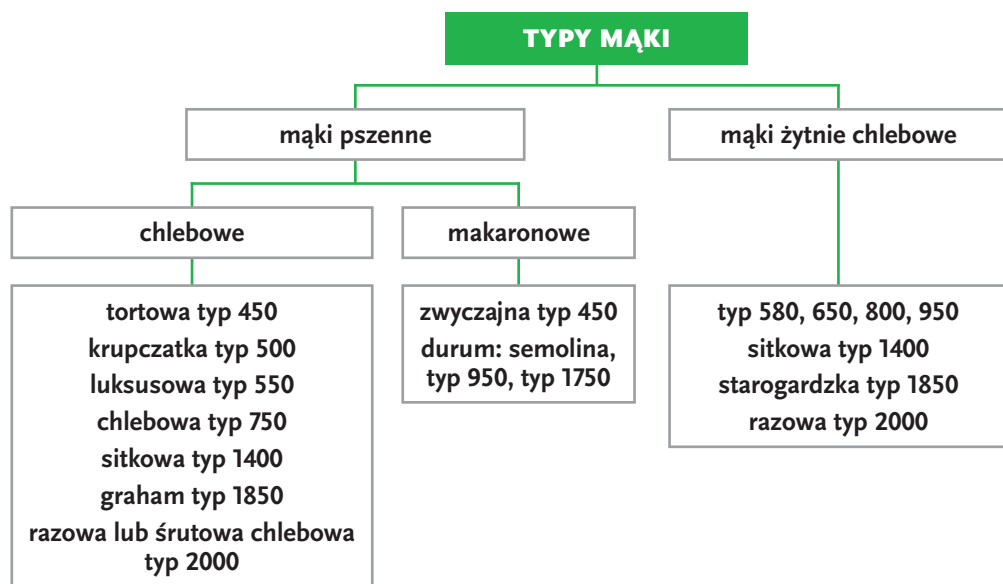 TYPY MĄKI
mąki pszenne
mąki żytnie chlebowe
chlebowe
makaronowe
tortowa typ 450
krupczatka typ 500
luksusowa typ 550
chlebowa typ 750
sitkowa typ 1400
graham typ 1850
razowa lub śrutowa chlebowa
typ 2000
zwyczajna typ 450
durum: semolina,
typ 950, typ 1750
typ 580, 650, 800, 950
sitkowa typ 1400
starogardzka typ 1850
razowa typ 2000